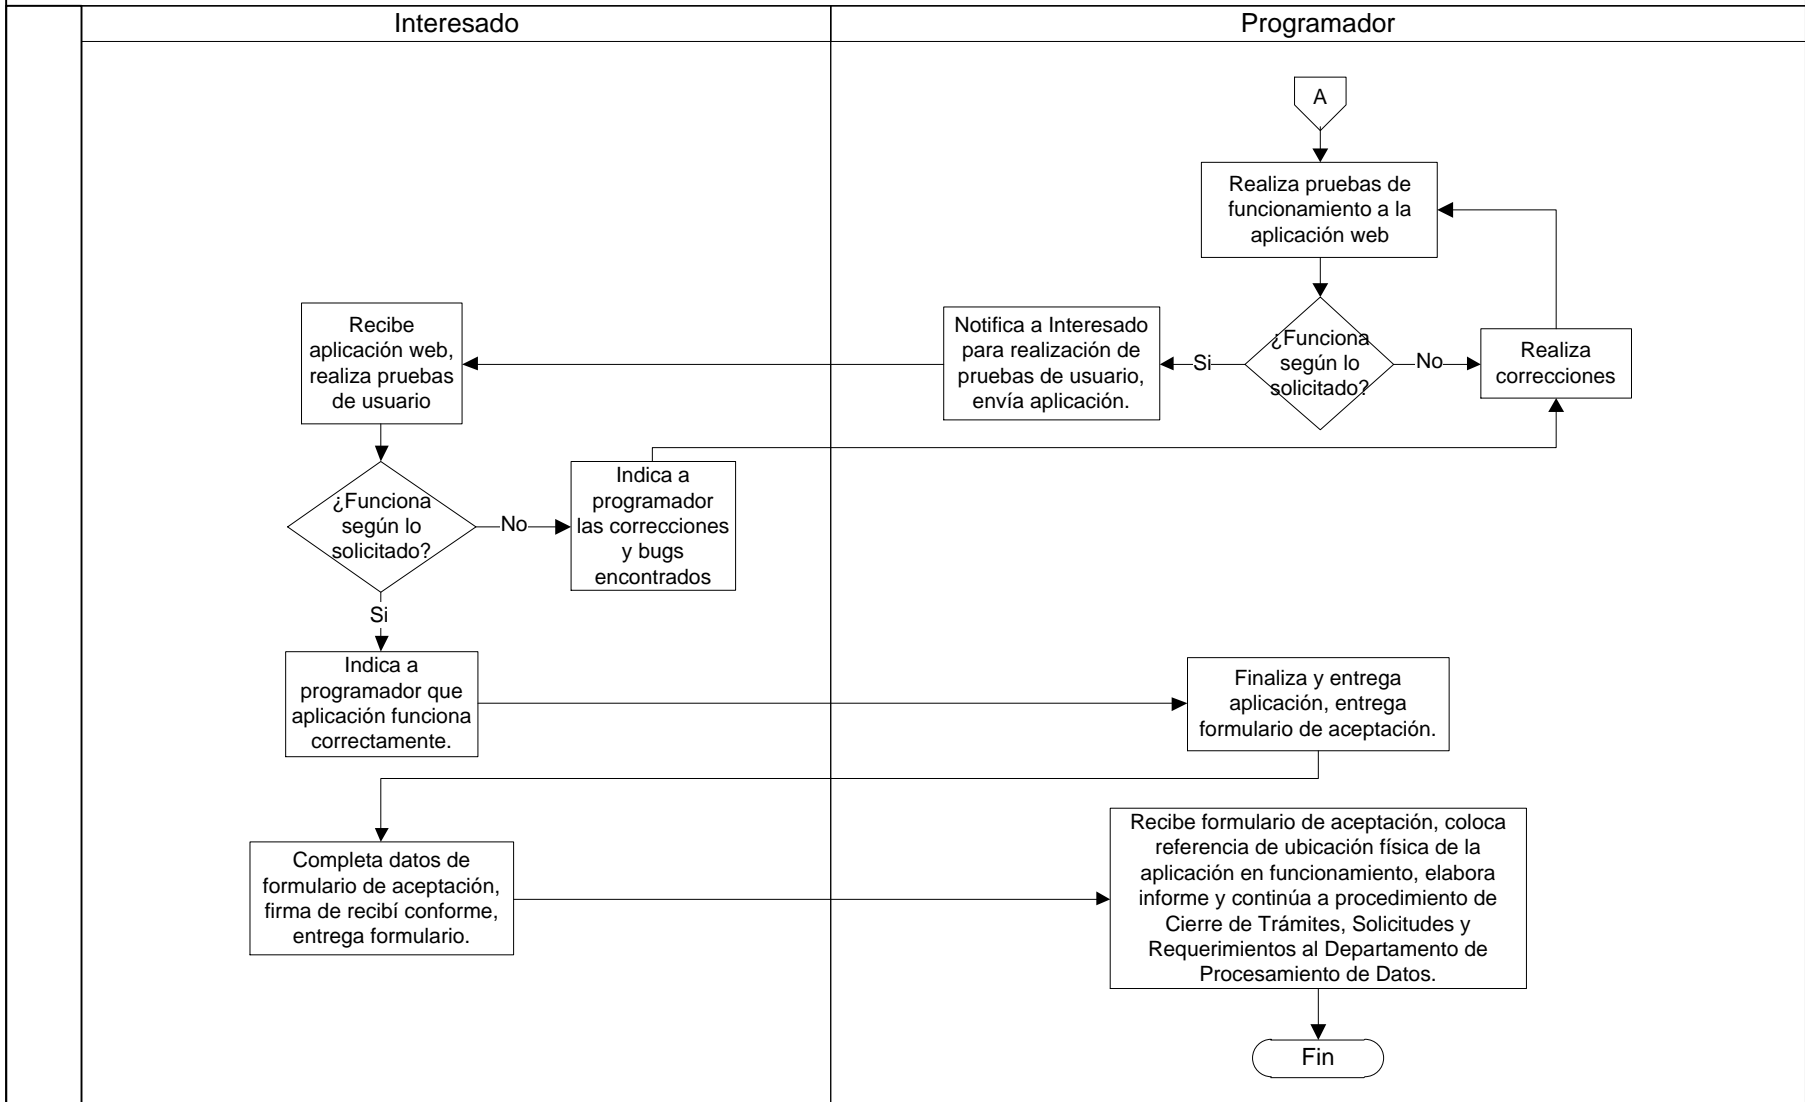 Interesado
Programador
A
Realiza pruebas de
funcionamiento a la
aplicación web
¿Funciona
según lo
solicitado?
Si
No
Realiza
correcciones
Notifica a Interesado
para realización de
pruebas de usuario,
envía aplicación.
Recibe
aplicación web,
realiza pruebas
de usuario
¿Funciona
según lo
solicitado?
No
Si
Indica a
programador
las correcciones
y bugs
encontrados
Indica a
programador que
aplicación funciona
correctamente.
Finaliza y entrega
aplicación, entrega
formulario de aceptación.
Completa datos de
formulario de aceptación,
firma de recibí conforme,
entrega formulario.
Recibe formulario de aceptación, coloca
referencia de ubicación física de la
aplicación en funcionamiento, elabora
informe y continúa a procedimiento de
Cierre de Trámites, Solicitudes y
Requerimientos al Departamento de
Procesamiento de Datos.
Fin